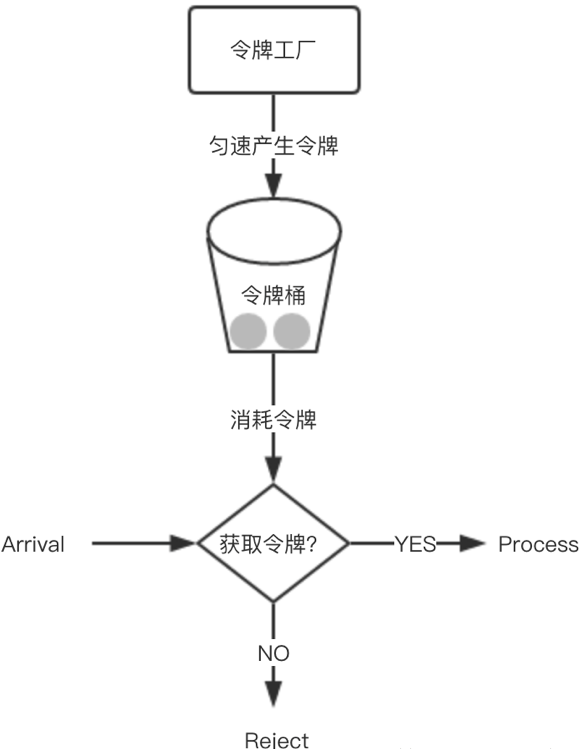 令牌工厂
匀速产生令牌
令牌桶
消耗令牌
Arrival
获取令牌?
YES
Process
NO
Reject